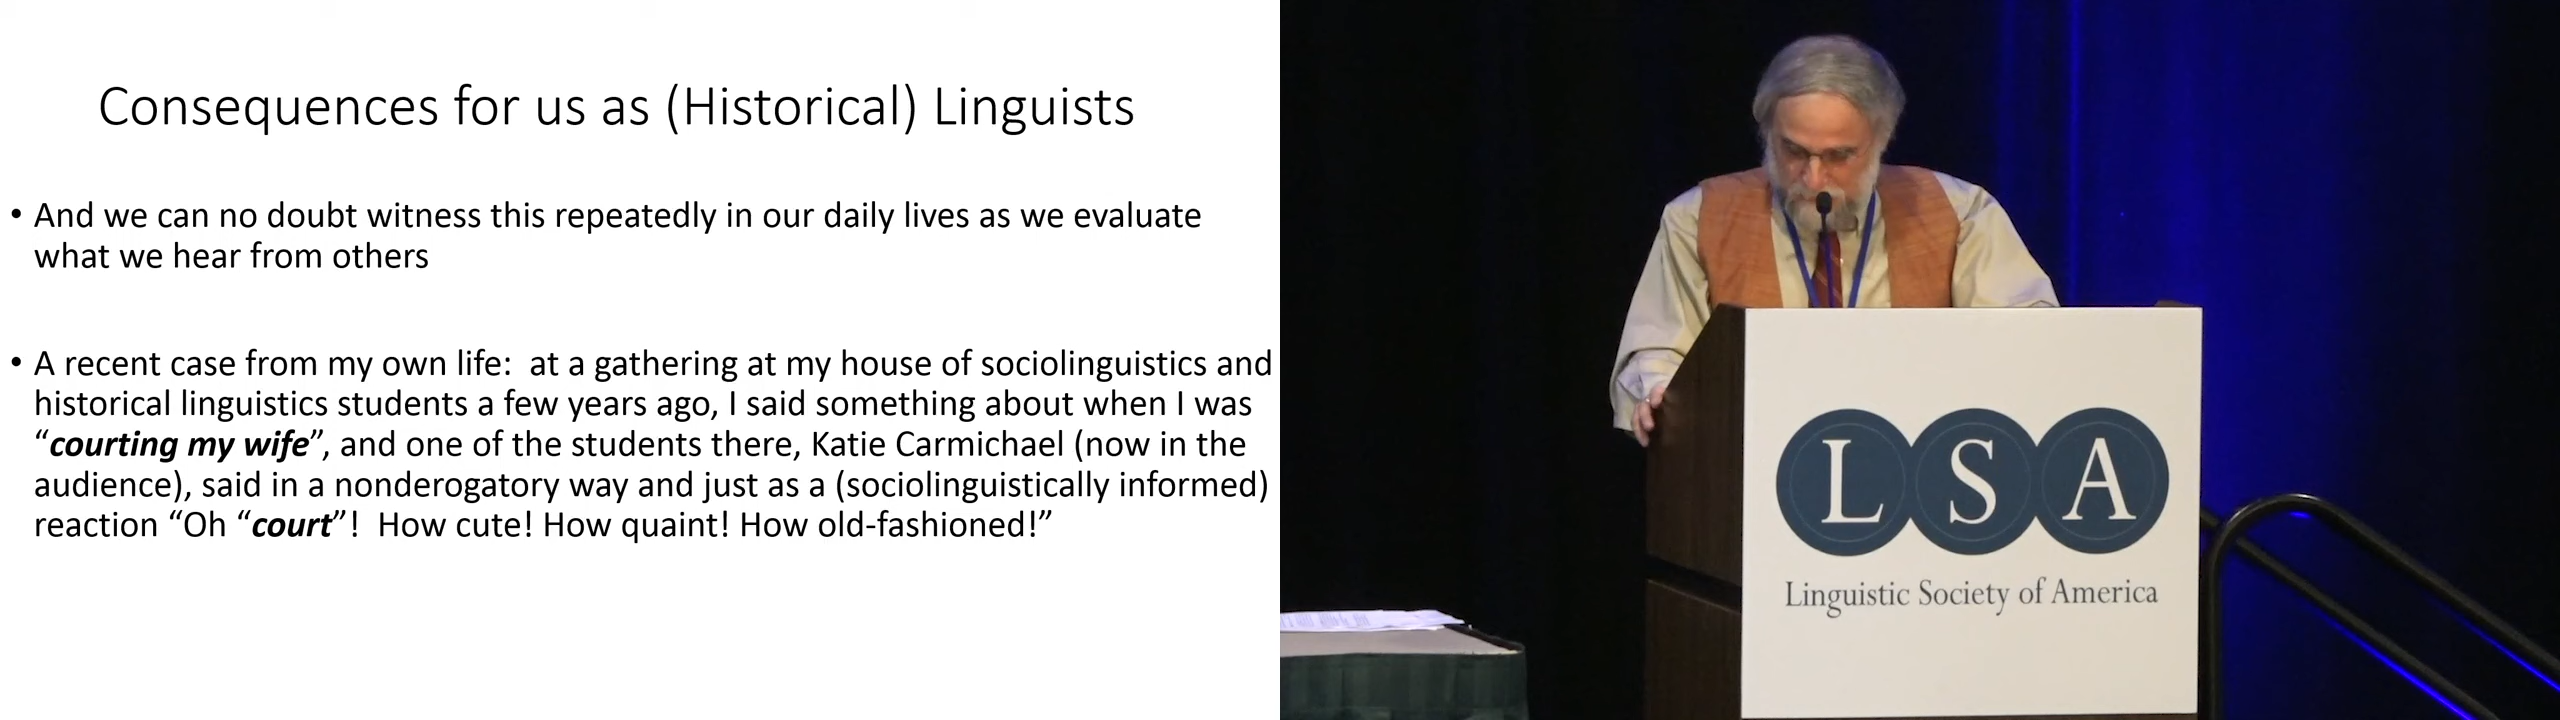 Consequences for us as (Historical) Linguists
• And we can no doubt witness this repeatedly in our daily lives as we evaluate
what we hear from others
• A recent case from my own life:  at a gathering at my house of sociolinguistics and
historical linguistics students a few years ago, I said something about when I was
“courting my wife”, and one of the students there, Katie Carmichael (now in the
audience), said in a nonderogatory way and just as a (sociolinguistically informed)
reaction “Oh “court”!  How cute! How quaint! How old-fashioned!”
LSA
Linguistic Society of America